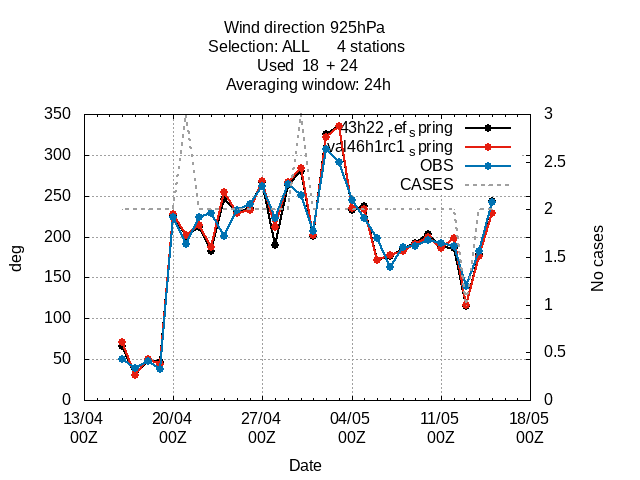 Wind direction 925hPa
Selection: ALL 4 stations
Used 18 + 24
Averaging window: 24h
350 3
43h22_refspring
300 val46h1rc1_spring 2.5
OBS
250 CASES
200 2
150 1.5
100 1
50 0.5
0 0
deg
No cases
13/04 20/04 27/04 04/05 11/05 18/05
00Z 00Z 00Z 00Z 00Z 00Z
Date